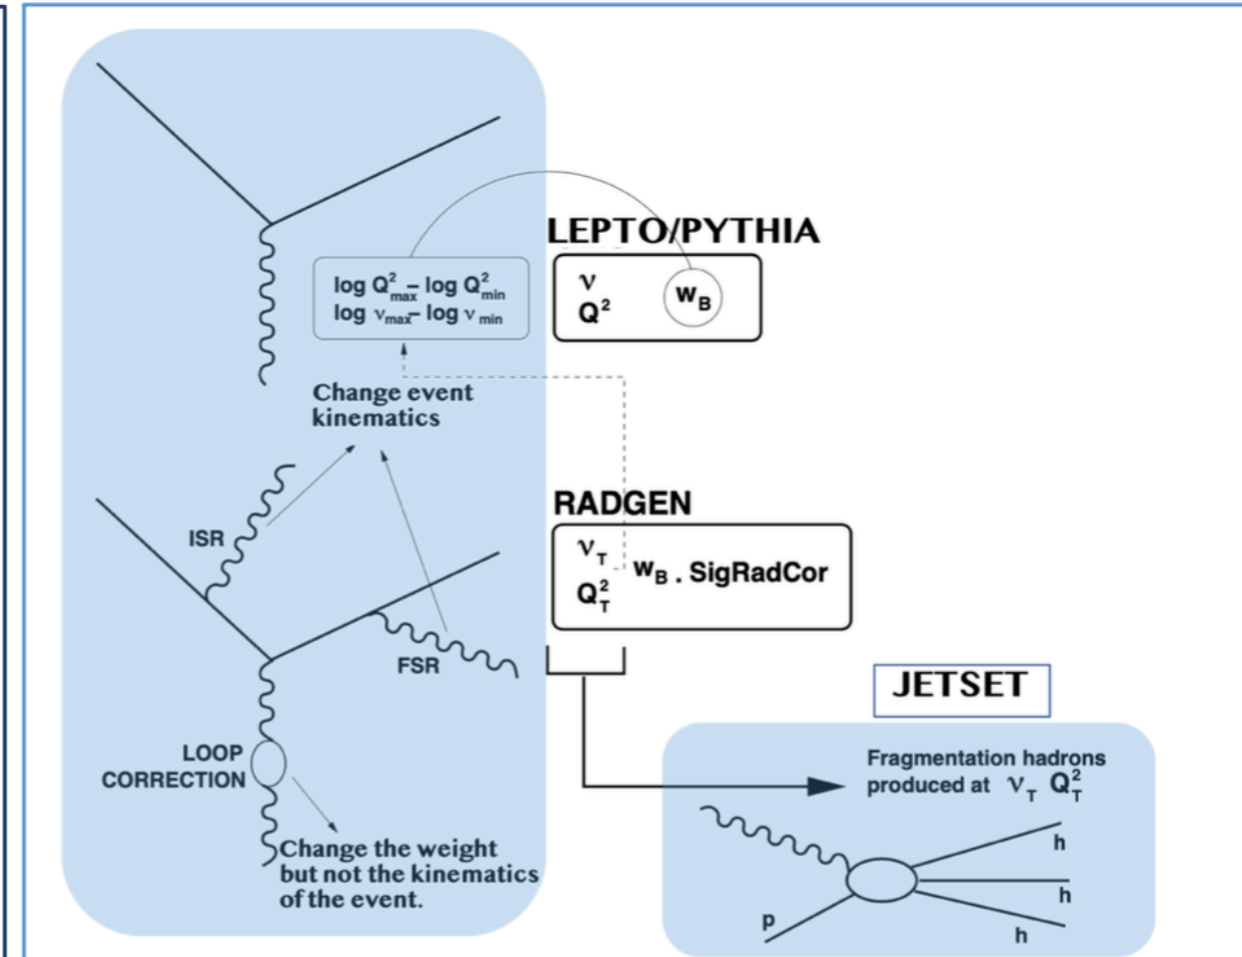 LEPTO/PYTHIA
log Q²max – log Q²min
log νmax– log ν min
ν
Q²
wB
Change event
kinematics
ISR
RADGEN
νT
Q²T
wB . SigRadCor
FSR
JETSET
LOOP
CORRECTION
Fragmentation hadrons
produced at νT Q²T
Change the weight
but not the kinematics
of the event.
h
h
p
h